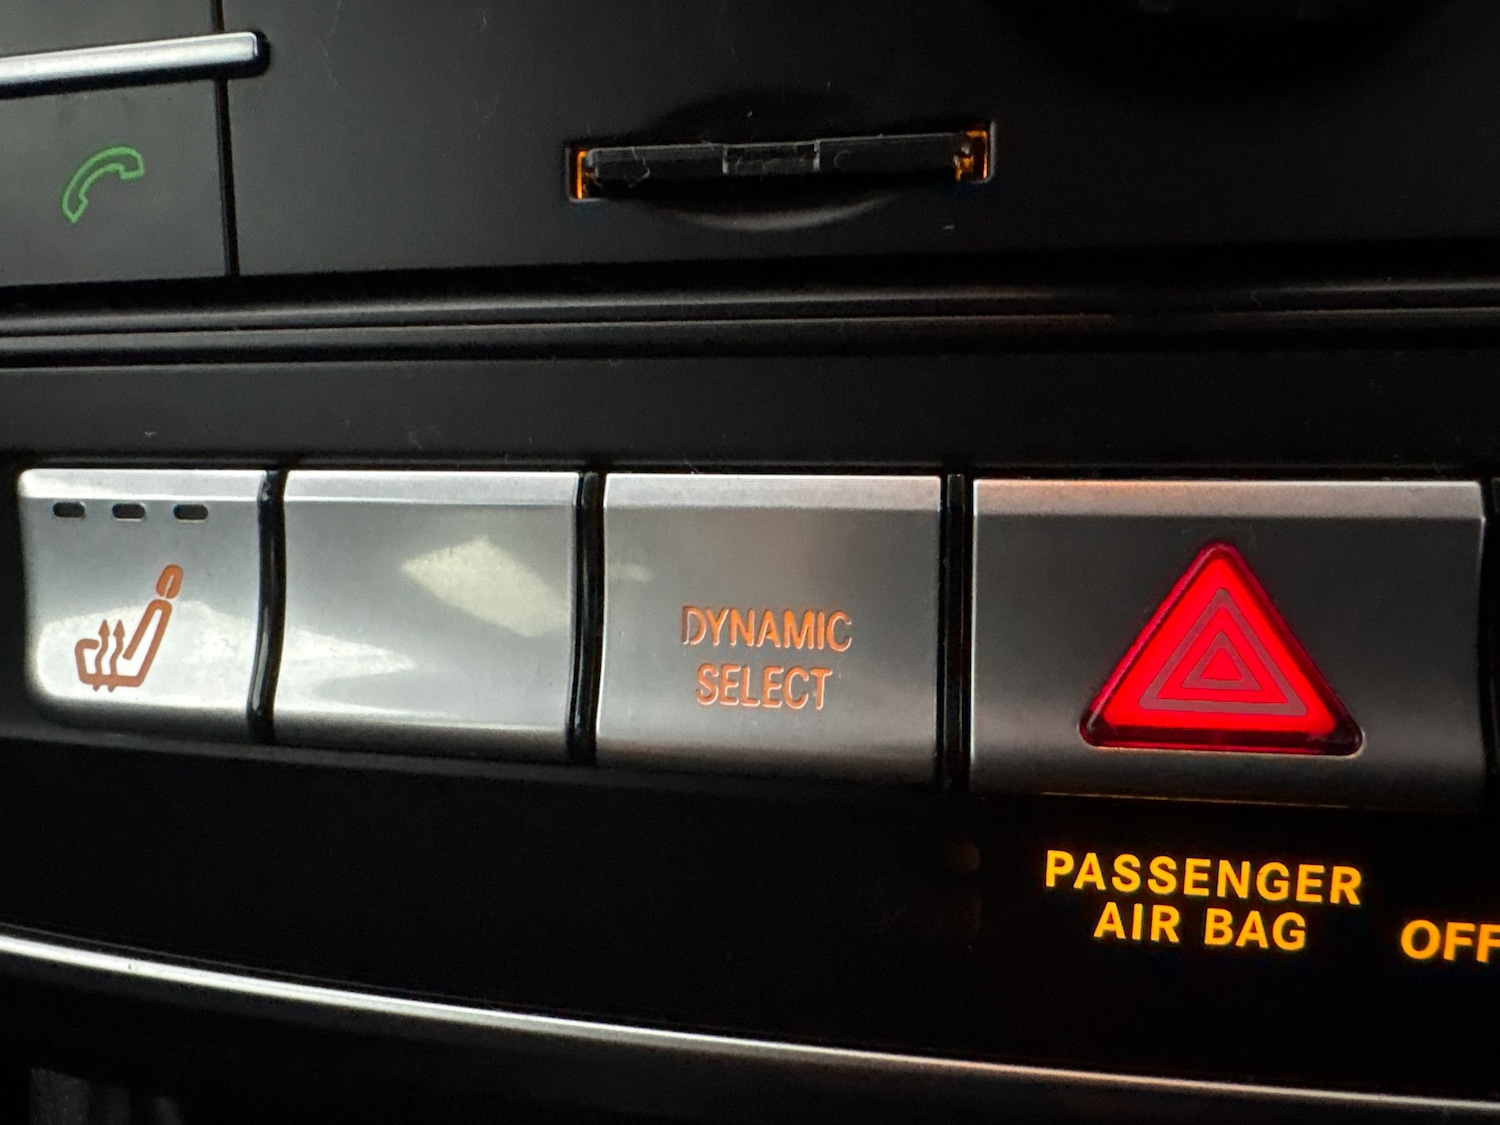 DYNAMIC
SELECT
PASSENGER
AIR BAG
OFF